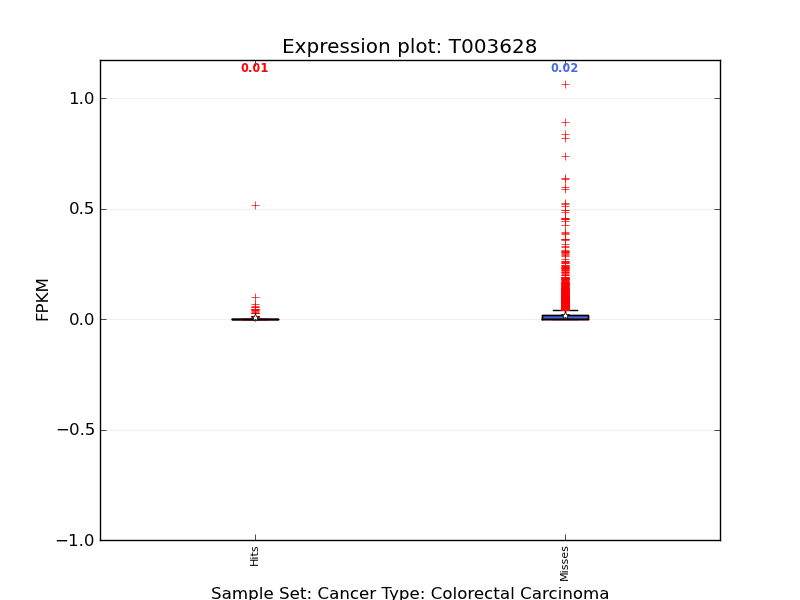 Expression plot: T003628
0.01
0.02
1.0
0.5
0.0
−0.5
−1.0
FPKM
Hits
Misses
Sample Set: Cancer Type: Colorectal Carcinoma